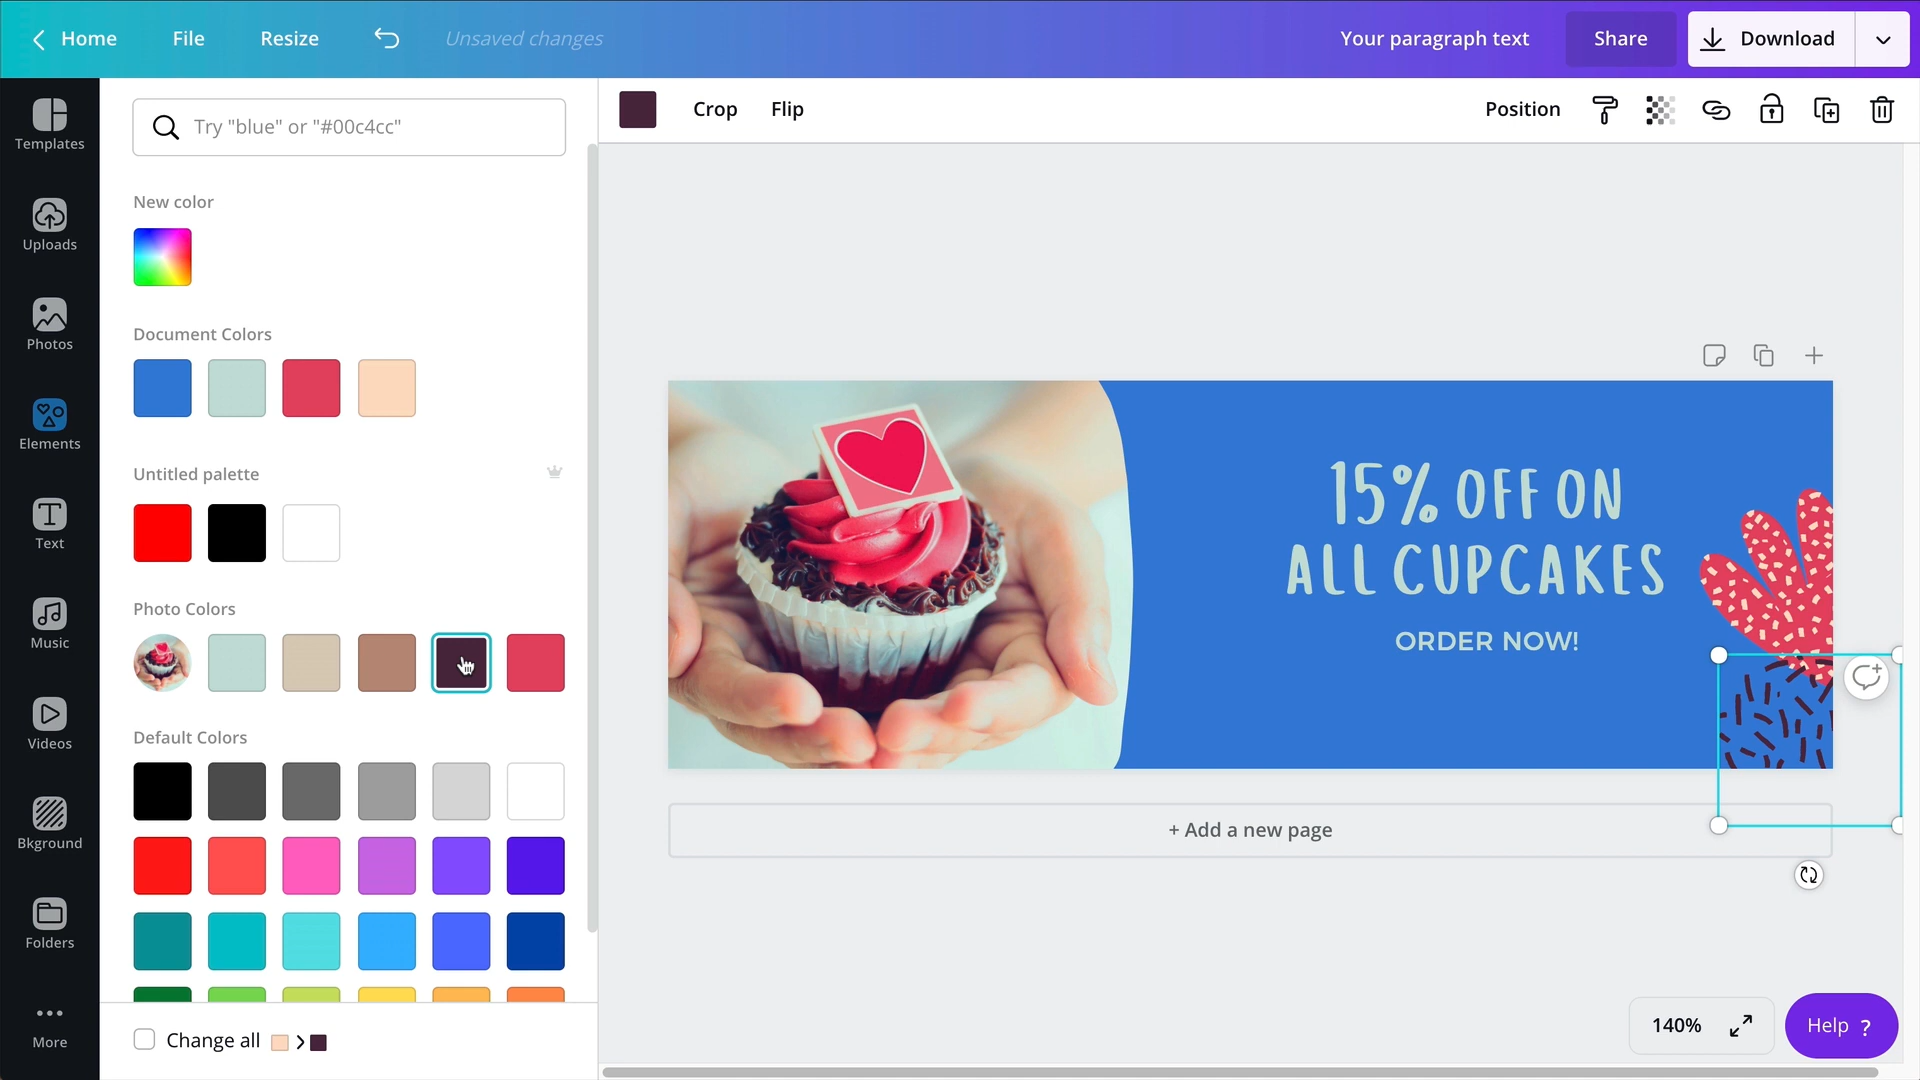 Home
File
Resize
Unsaved changes
Your paragraph text
Share
Download
Templates
Uploads
Photos
Elements
Text
Music
Videos
Bkground
Folders
More
Try "blue" or "#00c4cc"
New color
Document Colors
Untitled palette
Photo Colors
Default Colors
Change all
Crop
Flip
Position
15% OFF ON
ALL CUPCAKES
ORDER NOW!
+ Add a new page
140%
Help ?